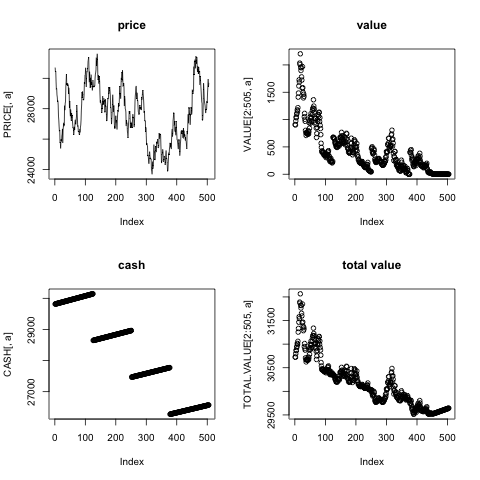 price
PRICE[, a]
24000 28000
0 100 200 300 400 500
Index
value
VALUE[2:505, a]
0 500 1500
0 100 200 300 400 500
Index
cash
CASH[, a]
27000 29000
0 100 200 300 400 500
Index
total value
TOTAL.VALUE[2:505, a]
29500 30500 31500
0 100 200 300 400 500
Index